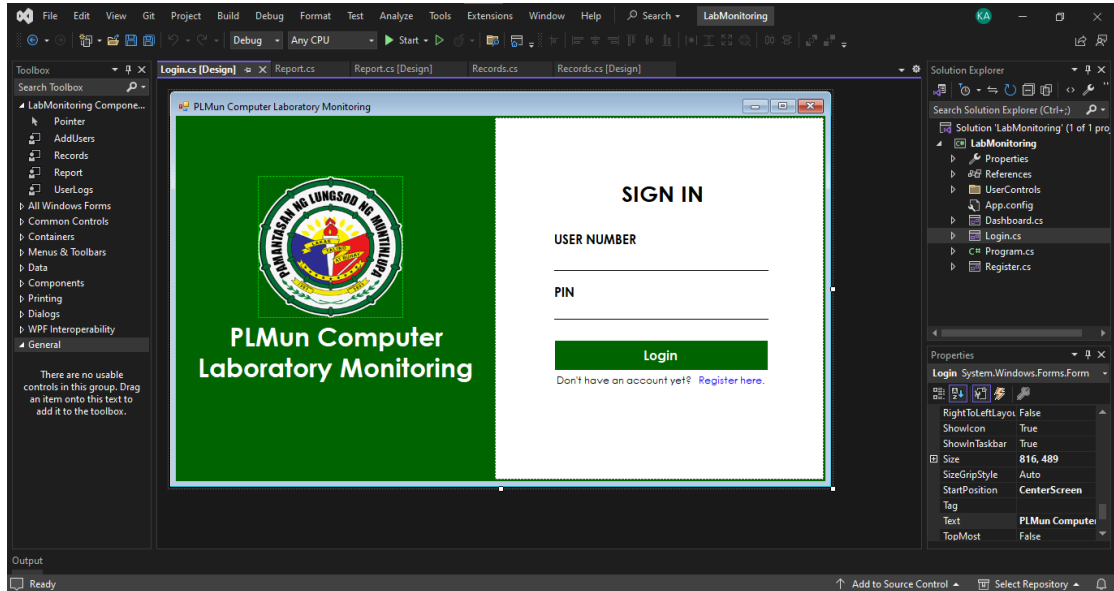 File Edit View Git Project Build Debug Format Test Analyze Tools Extensions Window Help Search LabMonitoring KA
Debug Any CPU Start
Toolbox
Search Toolbox
LabMonitoring Compone...
Pointer
AddUsers
Records
Report
UserLogs
All Windows Forms
Common Controls
Containers
Menus & Toolbars
Data
Components
Printing
Dialogs
WPF Interoperability
General
There are no usable
controls in this group. Drag
an item onto this text to
add it to the toolbox.
Login.cs [Design] Report.cs Report.cs [Design] Records.cs Records.cs [Design]
PLMun Computer Laboratory Monitoring
PAMANTASAN NG LUNGSOD NG MUNTINLUPA
PLMun Computer
Laboratory Monitoring
SIGN IN
USER NUMBER
PIN
Login
Don't have an account yet? Register here.
Solution Explorer
Search Solution Explorer (Ctrl+;)
Solution 'LabMonitoring' (1 of 1 pro
LabMonitoring
Properties
References
UserControls
App.config
Dashboard.cs
Login.cs
C# Program.cs
Register.cs
Properties
Login System.Windows.Forms.Form
RightToLeftLayou False
ShowIcon True
ShowInTaskbar True
Size 816, 489
SizeGripStyle Auto
StartPosition CenterScreen
Tag
Text PLMun Computer
TopMost False
Output
Ready Add to Source Control Select Repository